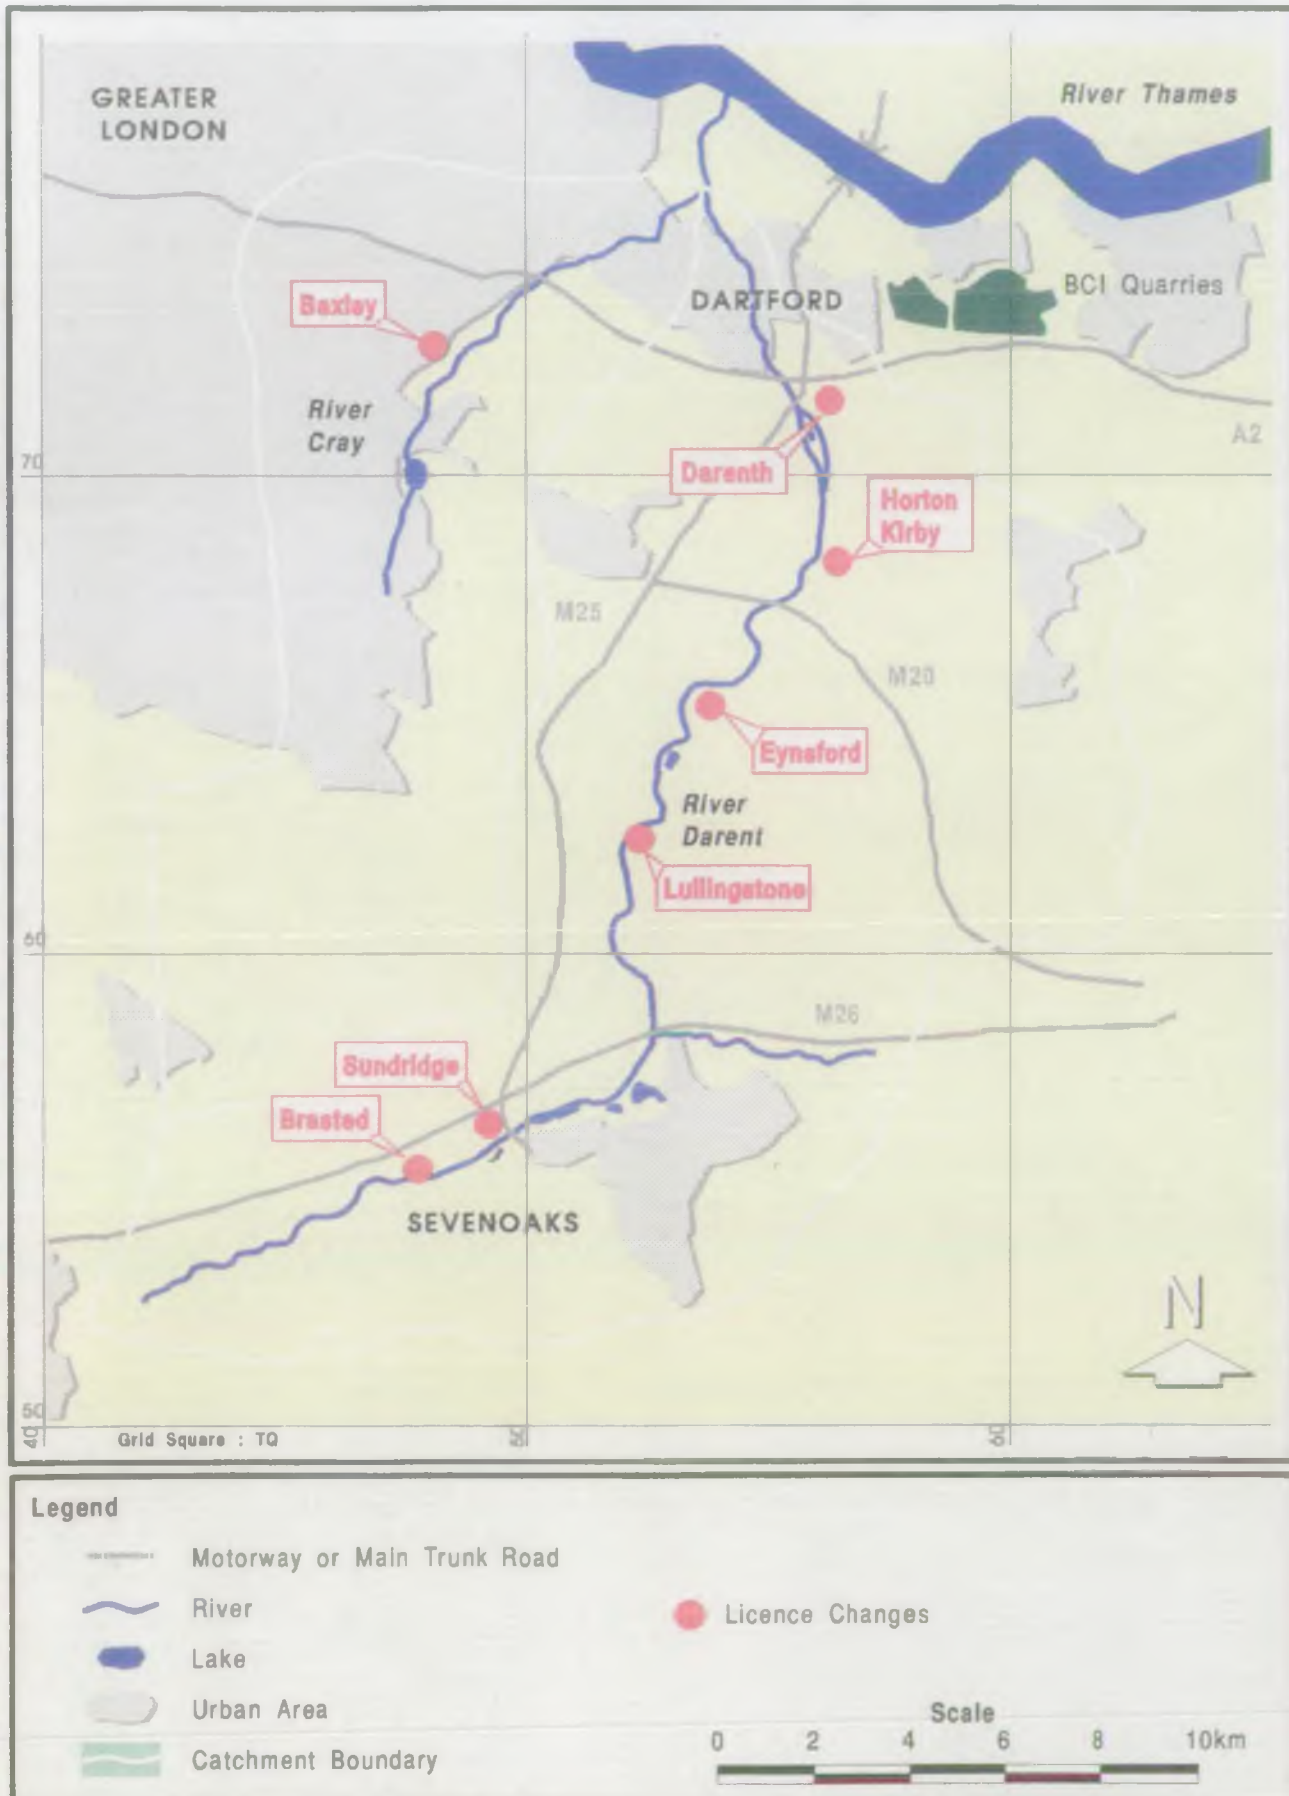 GREATER
LONDON
River Thames
Bexley
DARTFORD
BCI Quarries
River
Cray
A2
70
Darenth
Horton
Kirby
M25
M20
Eynsford
River
Darent
Lullingstone
60
M26
Sundridge
Brasted
SEVENOAKS
N
50
40
Grid Square : TQ
50
60
Legend
Motorway or Main Trunk Road
River
Licence Changes
Lake
Urban Area
Scale
0 2 4 6 8 10km
Catchment Boundary